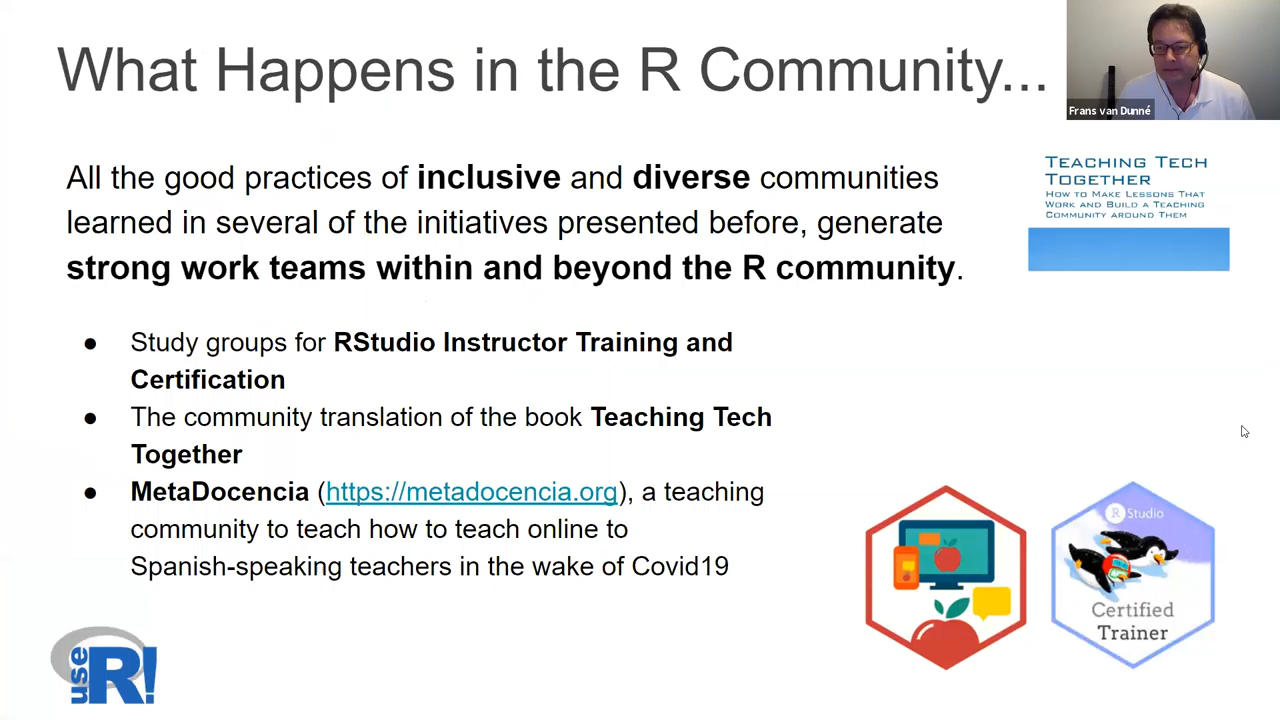 What Happens in the R Community...
Frans van Dunné
All the good practices of inclusive and diverse communities
learned in several of the initiatives presented before, generate
strong work teams within and beyond the R community.
TEACHING TECH
TOGETHER
HOW TO MAKE LESSONS THAT
WORK AND BUILD A TEACHING
COMMUNITY AROUND THEM
● Study groups for RStudio Instructor Training and
Certification
● The community translation of the book Teaching Tech
Together
● MetaDocencia (https://metadocencia.org), a teaching
community to teach how to teach online to
Spanish-speaking teachers in the wake of Covid19
R Studio
Certified
Trainer
use
R!